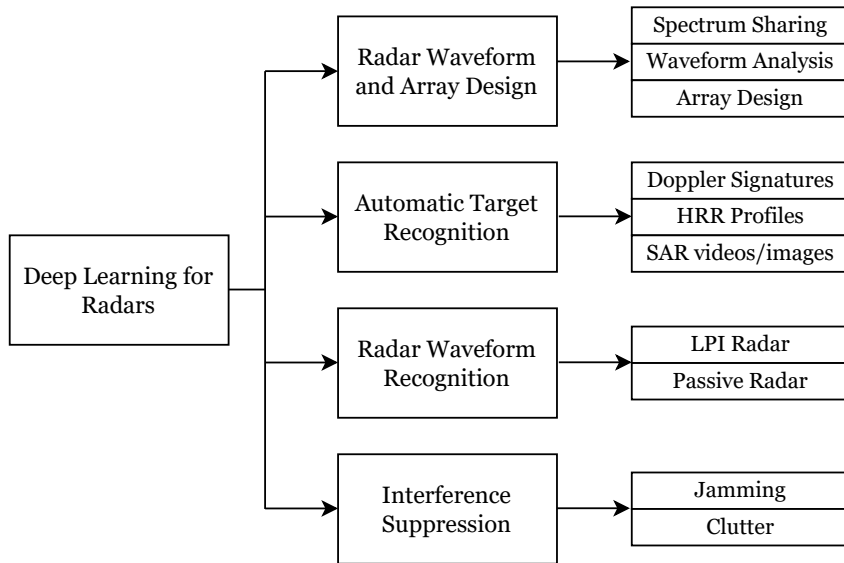 Deep Learning for
Radars
Radar Waveform
and Array Design
Spectrum Sharing
Waveform Analysis
Array Design
Automatic Target
Recognition
Doppler Signatures
HRR Profiles
SAR videos/images
Radar Waveform
Recognition
LPI Radar
Passive Radar
Interference
Suppression
Jamming
Clutter